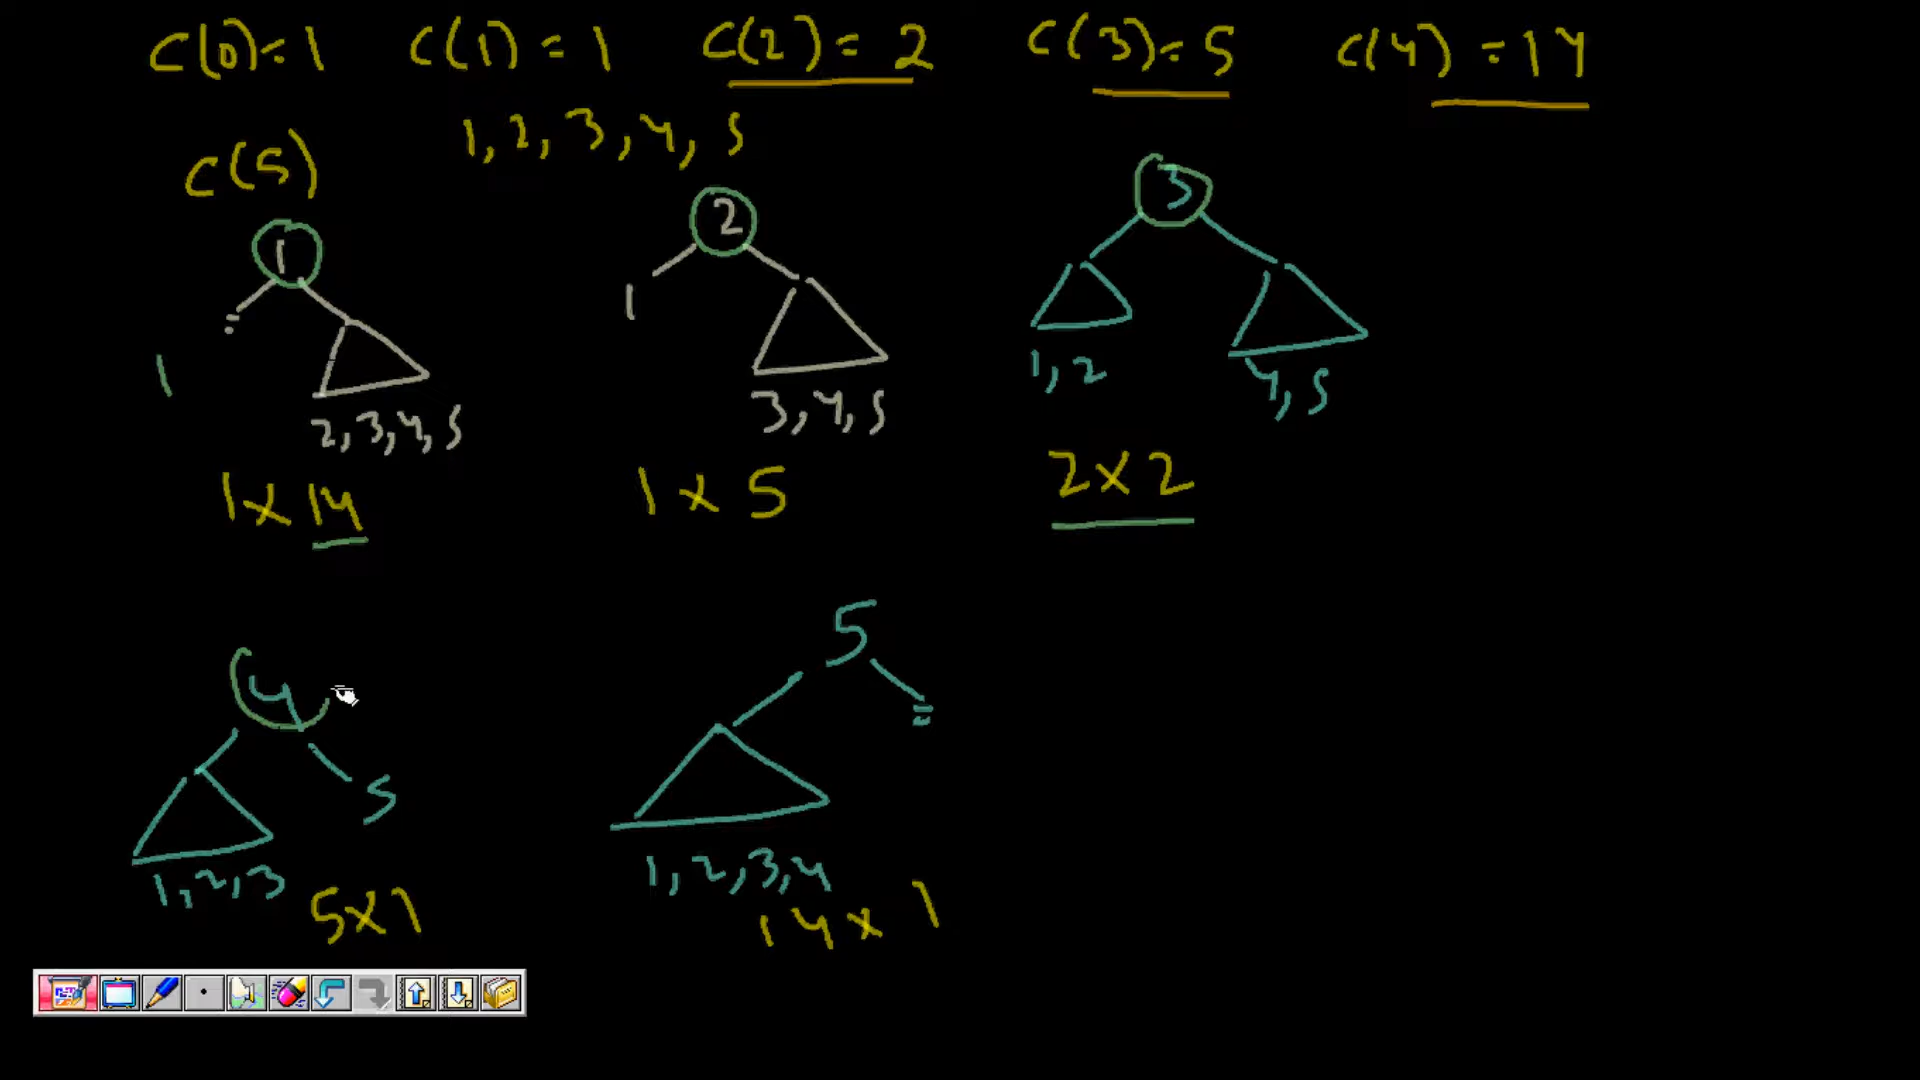 C(0)=1 C(1)=1 C(2)=2 C(3)=5 C(4)=14
1,2,3,4,5
C(5)
1 2 3
1
1
2,3,4,5 3,4,5 1,2 4,5
1x14 1x5 2x2
4 5
5
1,2,3 1,2,3,4
5x1 14x1